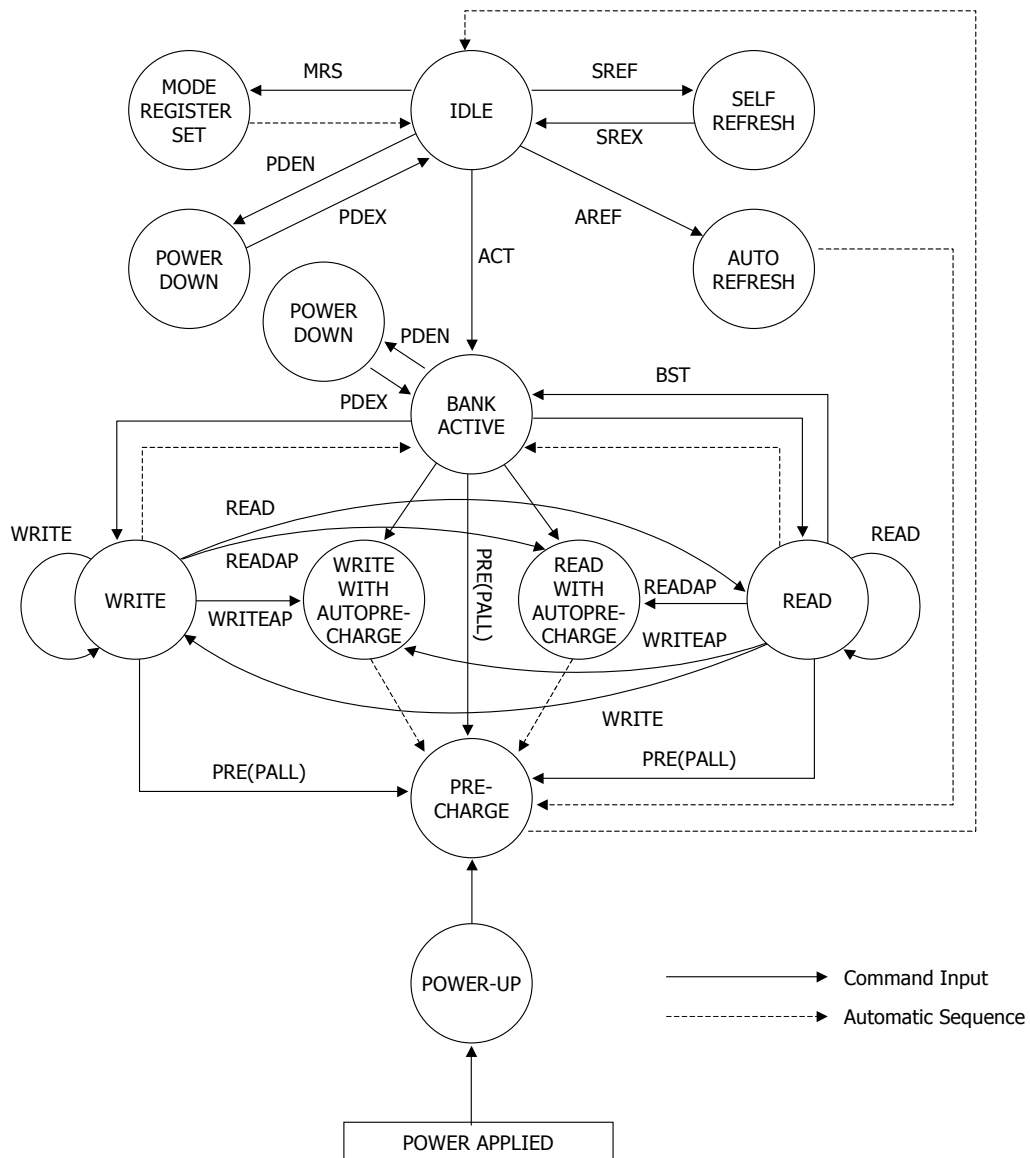 MRS
SREF
MODE
REGISTER
SET
IDLE
SELF
REFRESH
SREX
PDEN
PDEX
AREF
POWER
DOWN
ACT
AUTO
REFRESH
POWER
DOWN
PDEN
PDEX
BST
BANK
ACTIVE
WRITE
READ
READ
READAP
WRITE
WRITEAP
WRITE
WITH
AUTOPRE-
CHARGE
PRE(PALL)
READ
WITH
AUTOPRE-
CHARGE
READAP
READ
WRITEAP
WRITE
PRE(PALL)
PRE(PALL)
PRE-
CHARGE
POWER-UP
Command Input
Automatic Sequence
POWER APPLIED